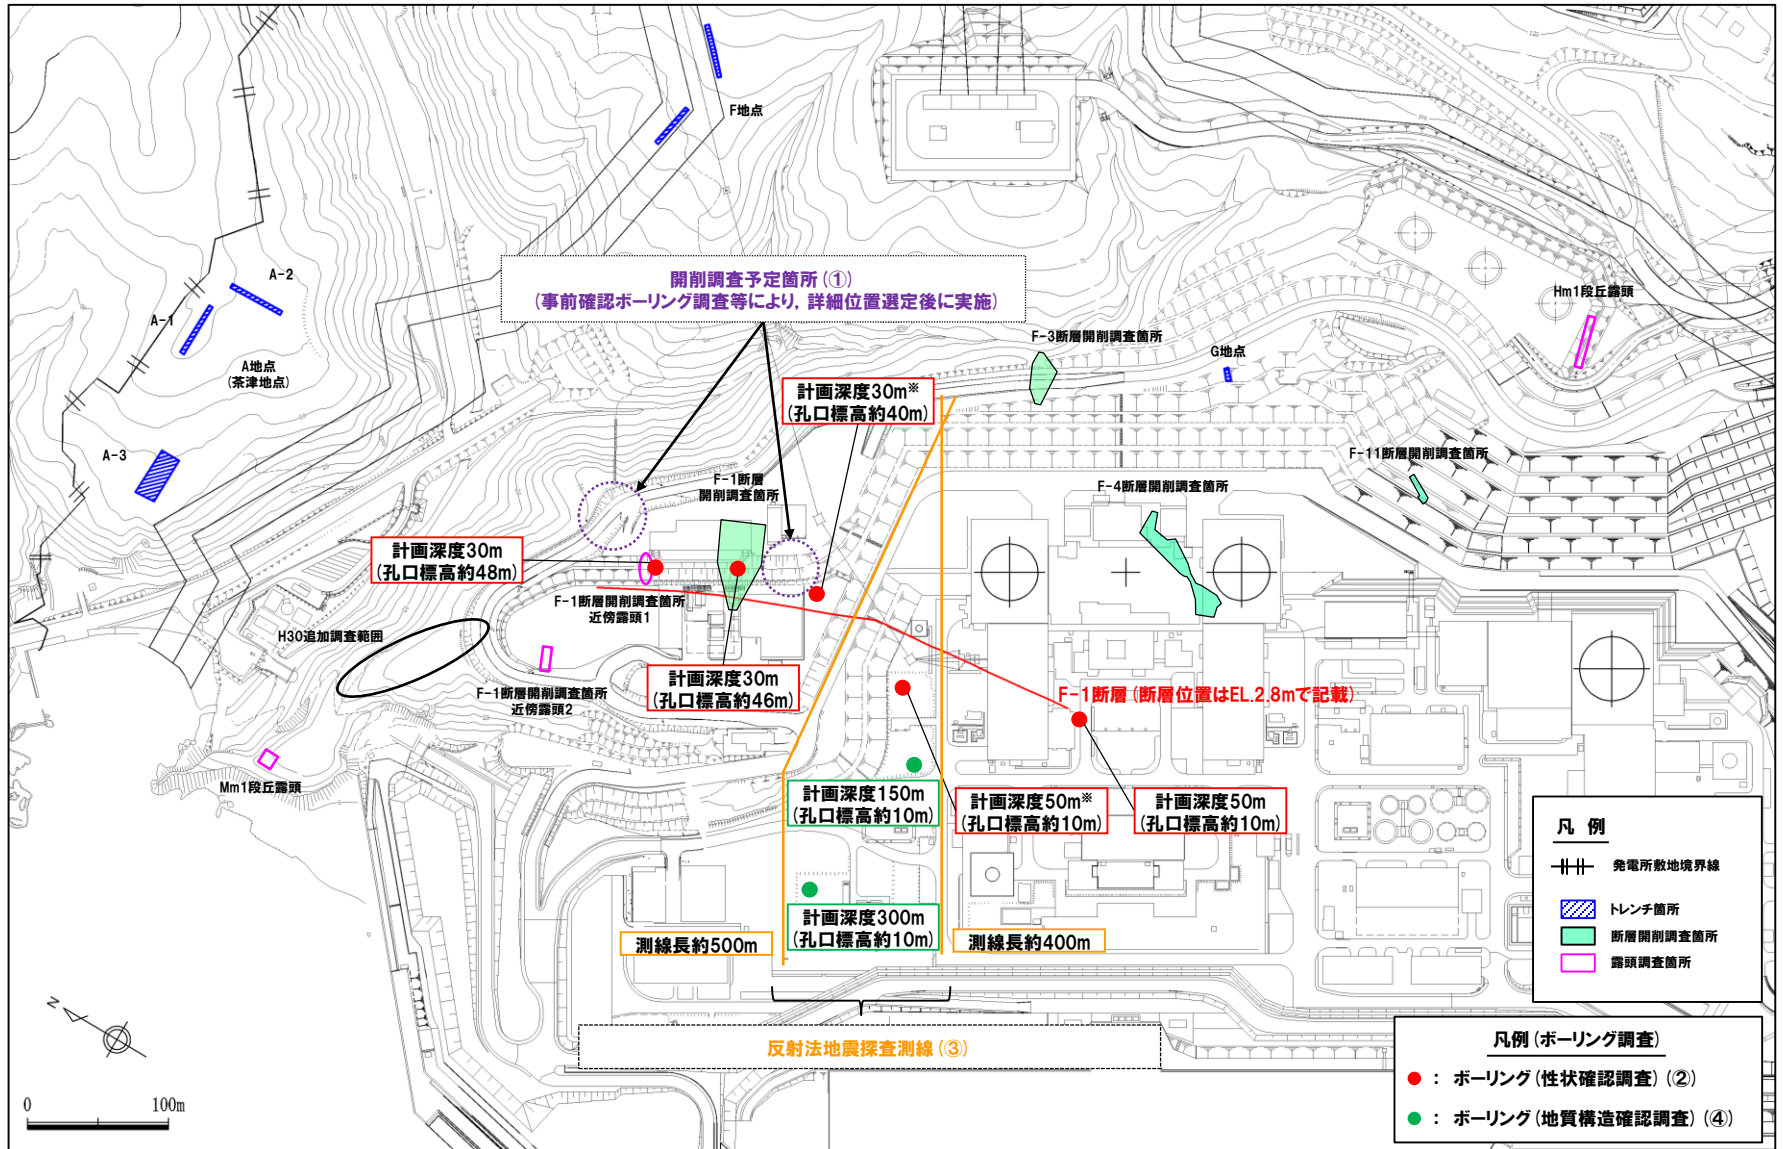 F地点
A-2
開削調査予定箇所(①)
(事前確認ボーリング調査等により, 詳細位置選定後に実施)
Hm1段丘露頭
A-1
F-3断層開削調査箇所
G地点
A地点
(茶津地点)
計画深度30m※
(孔口標高約40m)
A-3
F-1断層
開削調査箇所
F-11断層開削調査箇所
F-4断層開削調査箇所
計画深度30m
(孔口標高約48m)
F-1断層開削調査箇所
近傍露頭1
H30追加調査範囲
計画深度30m
(孔口標高約46m)
F-1断層開削調査箇所
近傍露頭2
F-1断層(断層位置はEL.2.8mで記載)
Mm1段丘露頭
計画深度150m
(孔口標高約10m)
計画深度50m※
(孔口標高約10m)
計画深度50m
(孔口標高約10m)
計画深度300m
(孔口標高約10m)
測線長約500m
測線長約400m
凡 例
発電所敷地境界線
トレンチ箇所
断層開削調査箇所
露頭調査箇所
N
反射法地震探査測線(③)
凡例(ボーリング調査)
: ボーリング(性状確認調査)(②)
: ボーリング(地質構造確認調査)(④)
0 100m